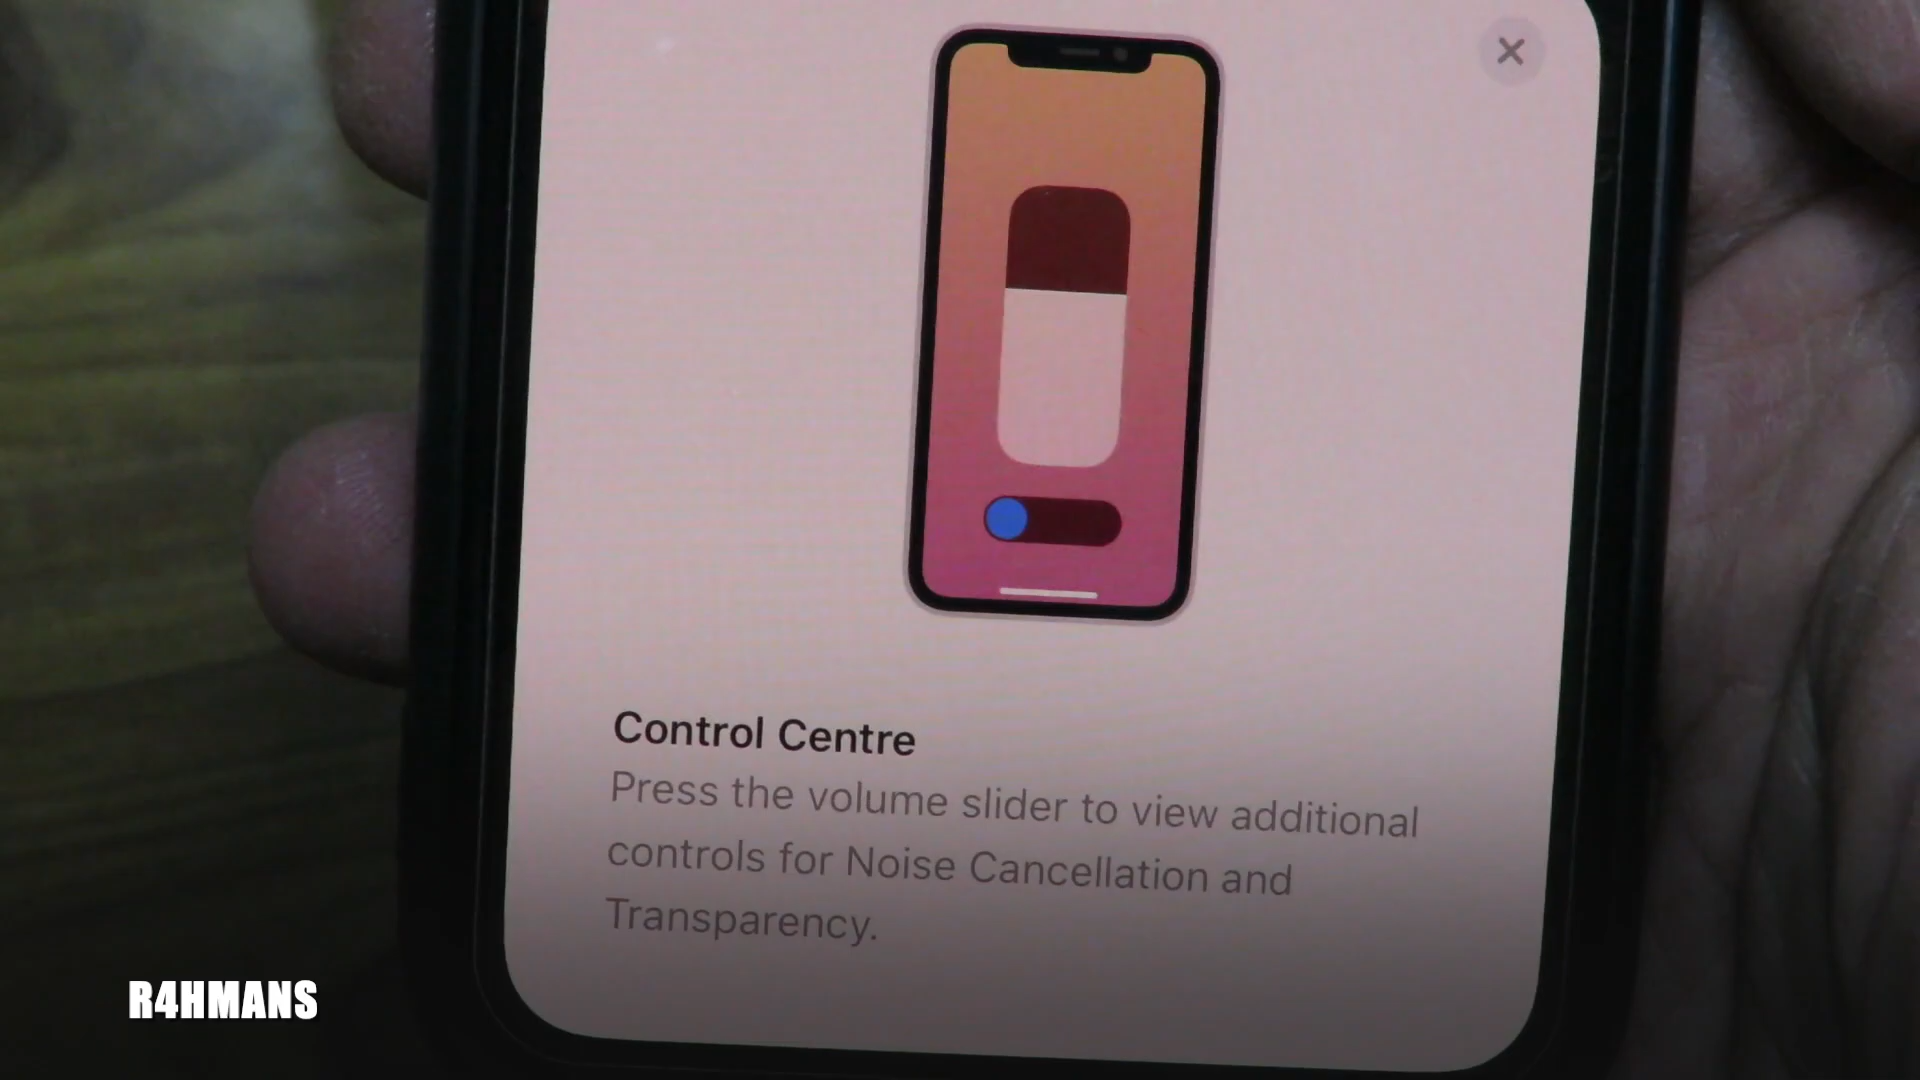 Control Centre
Press the volume slider to view additional
controls for Noise Cancellation and
Transparency.
R4HMANS